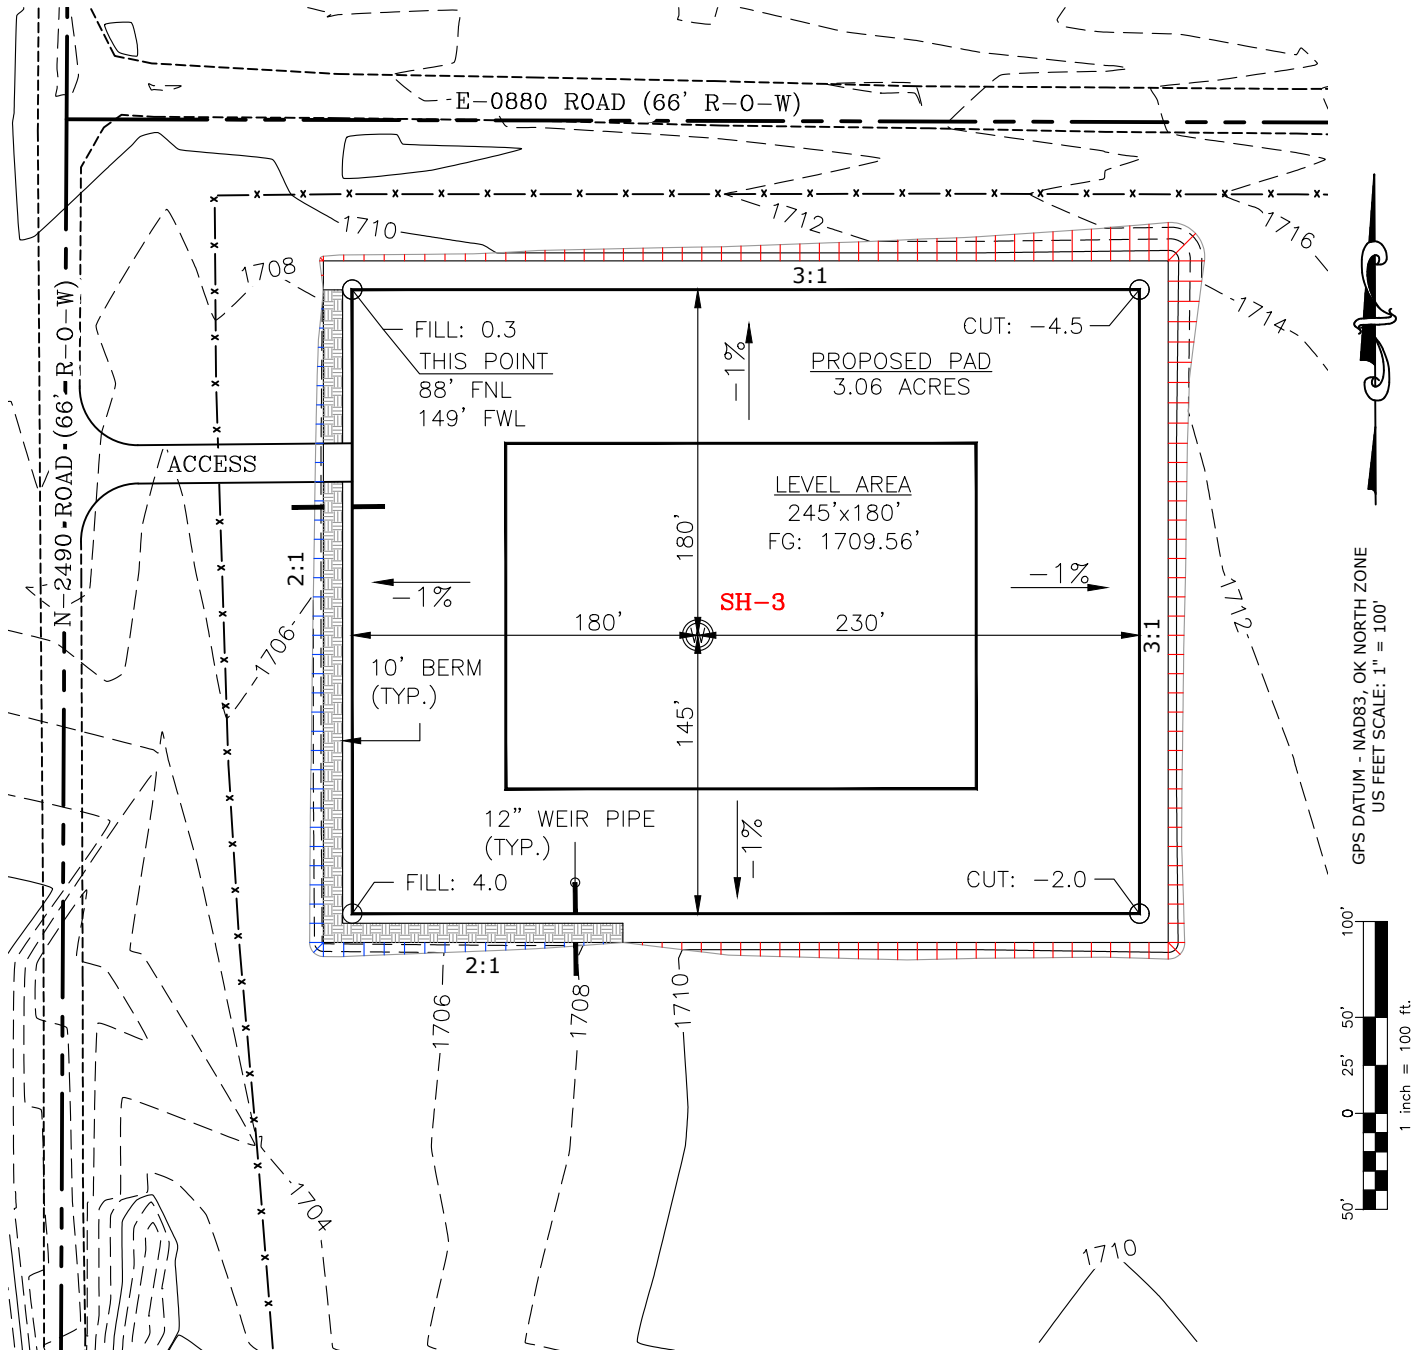 E-0880 ROAD (66' R-O-W)
1710
1712
1716
1708
3:1
1714
FILL: 0.3
THIS POINT
88' FNL
149' FWL
-1%
CUT: -4.5
PROPOSED PAD
3.06 ACRES
N-2490-ROAD (66' R-O-W)
ACCESS
LEVEL AREA
245'x180'
FG: 1709.56'
180'
2:1
-1%
-1%
SH-3
180'
230'
1706
1712
3:1
10' BERM
(TYP.)
145'
12" WEIR PIPE
(TYP.)
-1%
FILL: 4.0
CUT: -2.0
2:1
1706
1708
1710
1704
1710
GPS DATUM - NAD83, OK NORTH ZONE
US FEET SCALE: 1" = 100'
100'
50'
25'
0
50'
1 inch = 100 ft.